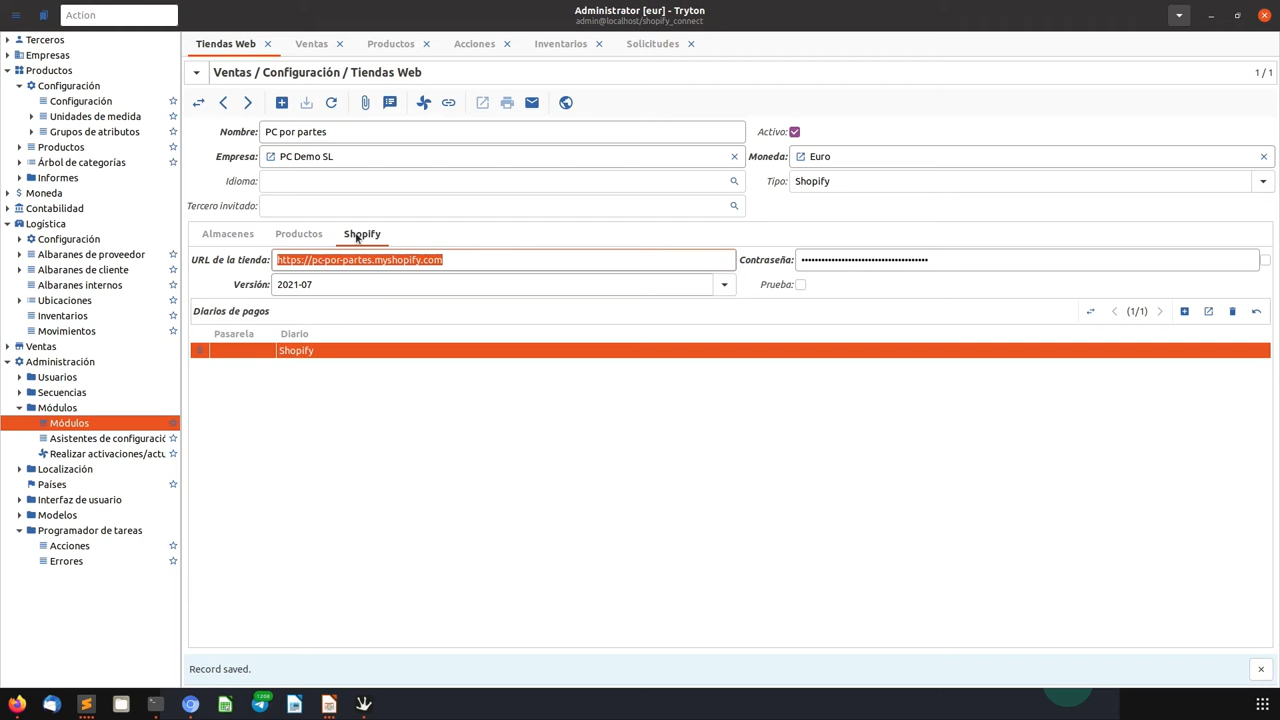 Administrator [eur] - Tryton
admin@localhost/shopify_connect
Action
Terceros
Empresas
Productos
Configuración
Configuración
Unidades de medida
Grupos de atributos
Productos
Árbol de categorías
Informes
Moneda
Contabilidad
Logística
Configuración
Albaranes de proveedor
Albaranes de cliente
Albaranes internos
Ubicaciones
Inventarios
Movimientos
Ventas
Administración
Usuarios
Secuencias
Módulos
Módulos
Asistentes de configuració
Realizar activaciones/actu
Localización
Países
Interfaz de usuario
Modelos
Programador de tareas
Acciones
Errores
Tiendas Web Ventas Productos Acciones Inventarios Solicitudes
Ventas / Configuración / Tiendas Web 1 / 1
Nombre: PC por partes Activo:
Empresa: PC Demo SL Moneda: Euro
Idioma: Tipo: Shopify
Tercero invitado:
Almacenes Productos Shopify
URL de la tienda: https://pc-por-partes.myshopify.com Contraseña: ••••••••••••••••••••••••••••••••••••••
Versión: 2021-07 Prueba:
Diarios de pagos (1/1)
Pasarela Diario
Shopify
Record saved.